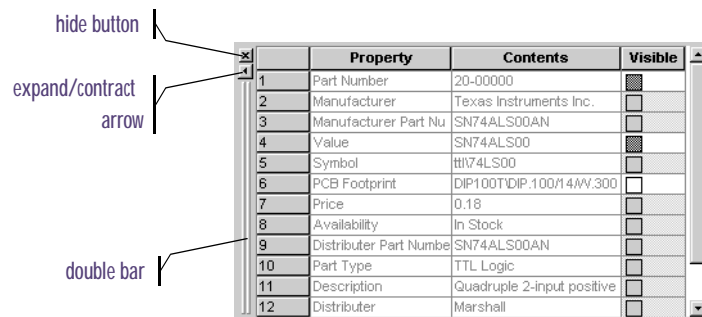 hide button
expand/contract
arrow
double bar
Property Contents Visible
1 Part Number 20-00000
2 Manufacturer Texas Instruments Inc.
3 Manufacturer Part Nu SN74ALS00AN
4 Value SN74ALS00
5 Symbol ttl\74LS00
6 PCB Footprint DIP100T\DIP.100/14/W.300
7 Price 0.18
8 Availability In Stock
9 Distributer Part Numbe SN74ALS00AN
10 Part Type TTL Logic
11 Description Quadruple 2-input positive
12 Distributer Marshall